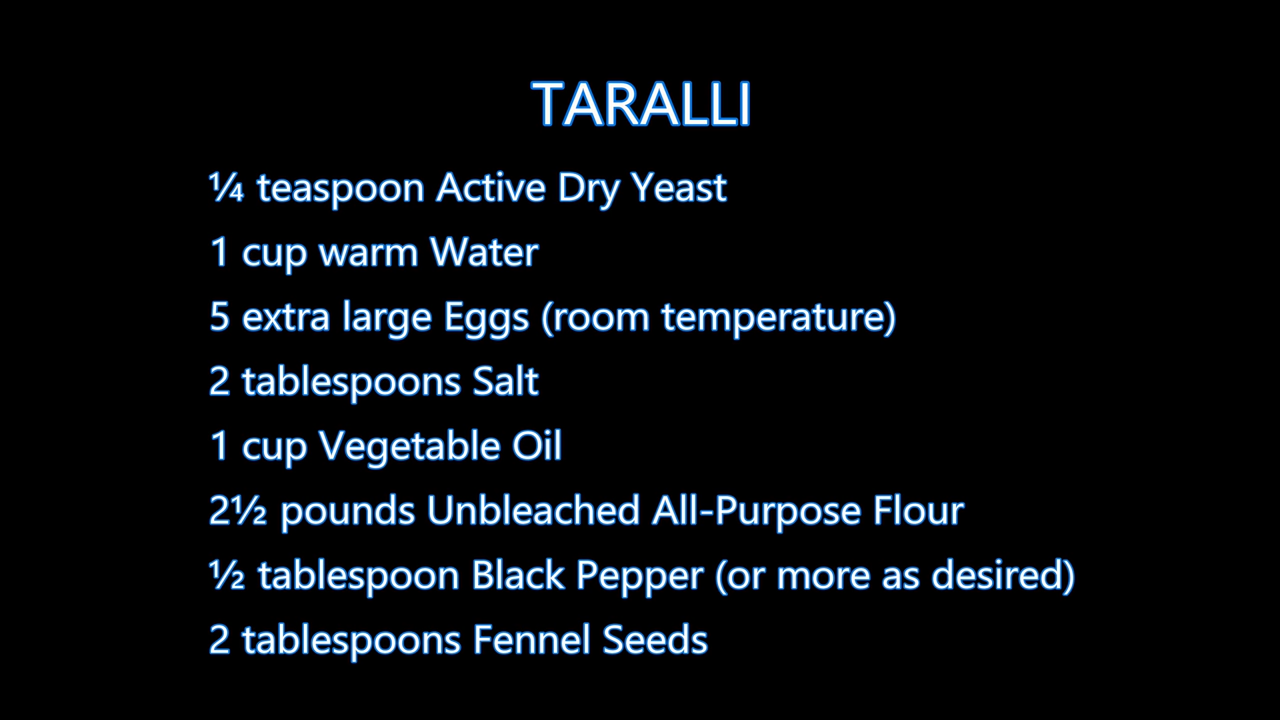 TARALLI
¼ teaspoon Active Dry Yeast
1 cup warm Water
5 extra large Eggs (room temperature)
2 tablespoons Salt
1 cup Vegetable Oil
2½ pounds Unbleached All-Purpose Flour
½ tablespoon Black Pepper (or more as desired)
2 tablespoons Fennel Seeds